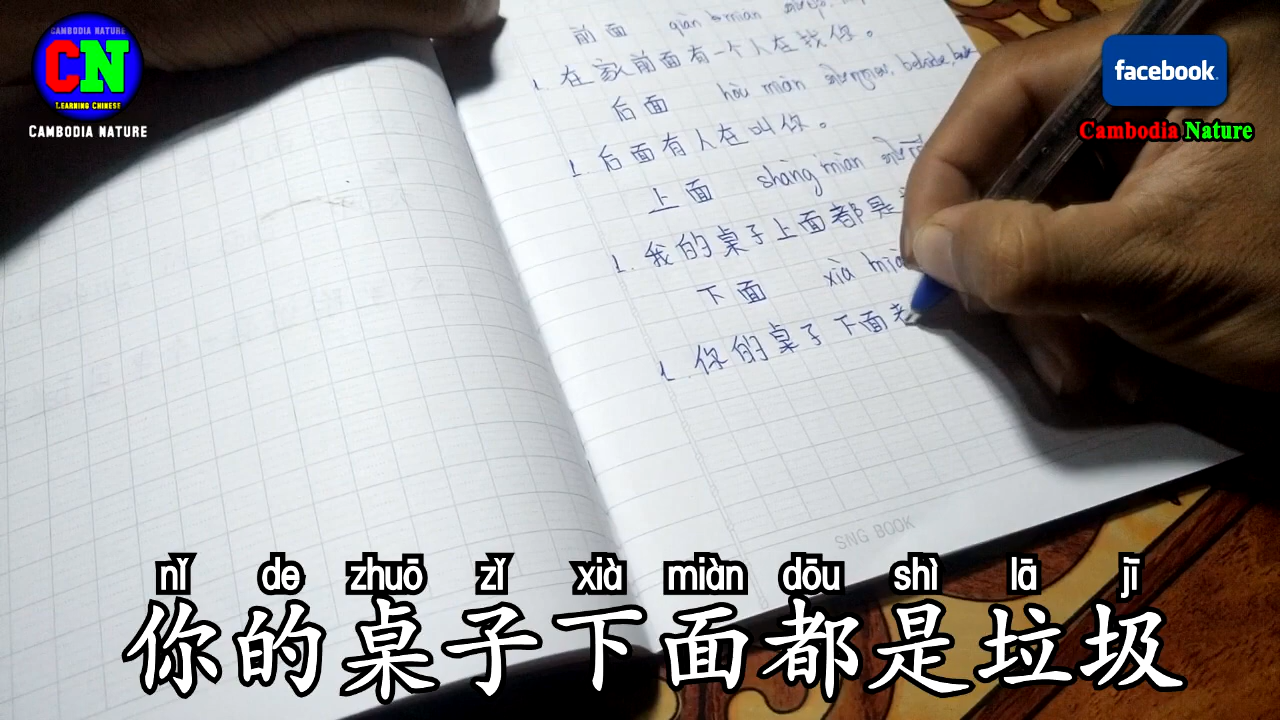 CAMBODIA NATURE
CN
LEARNING CHINESE
CAMBODIA NATURE
facebook
Cambodia Nature
前面 qián mian
1. 在家前面有一个人在找你。
后面 hòu miàn
1. 后面有人在叫你。
上面 shàng miàn
1. 我的桌子上面都是
下面 xià mià
1. 你的桌子下面
SNG BOOK
nǐ de zhuō zǐ xià miàn dōu shì lā jī
你的桌子下面都是垃圾